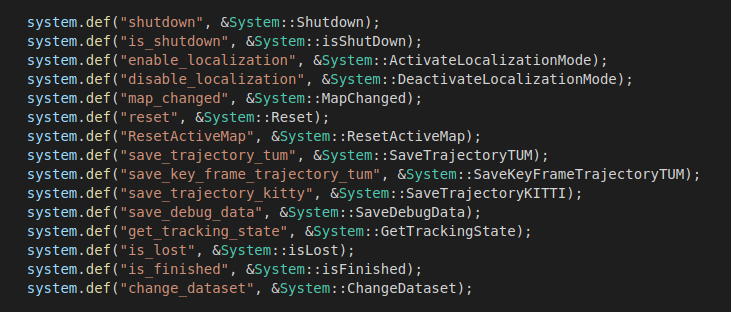 system.def("shutdown", &System::Shutdown);
system.def("is_shutdown", &System::isShutDown);
system.def("enable_localization", &System::ActivateLocalizationMode);
system.def("disable_localization", &System::DeactivateLocalizationMode);
system.def("map_changed", &System::MapChanged);
system.def("reset", &System::Reset);
system.def("ResetActiveMap", &System::ResetActiveMap);
system.def("save_trajectory_tum", &System::SaveTrajectoryTUM);
system.def("save_key_frame_trajectory_tum", &System::SaveKeyFrameTrajectoryTUM);
system.def("save_trajectory_kitty", &System::SaveTrajectoryKITTI);
system.def("save_debug_data", &System::SaveDebugData);
system.def("get_tracking_state", &System::GetTrackingState);
system.def("is_lost", &System::isLost);
system.def("is_finished", &System::isFinished);
system.def("change_dataset", &System::ChangeDataset);